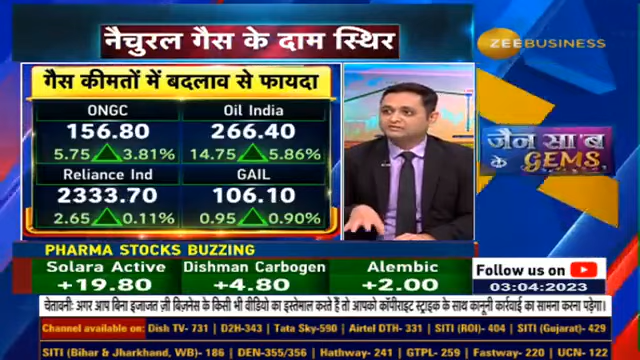 नैचुरल गैस के दाम स्थिर
ZEE BUSINESS
गैस कीमतों में बदलाव से फायदा
ONGC
156.80
5.75 3.81%
Oil India
266.40
14.75 5.86%
Reliance Ind
2333.70
2.65 0.11%
GAIL
106.10
0.95 0.90%
जैन सा'ब
के GEMS
PHARMA STOCKS BUZZING
Solara Active
+19.80
Dishman Carbogen
+4.80
Alembic
+2.00
Follow us on
03:04:2023
चेतावनी: अगर आप बिना इजाजत ज़ी बिज़नेस के किसी भी वीडियो का इस्तेमाल करते हैं तो आपको कॉपीराइट स्ट्राइक के साथ कानूनी कार्रवाई का सामना करना पड़ेगा।
Channel available on: Dish TV- 731 | D2H-343 | Tata Sky-590 | Airtel DTH- 331 | SITI (ROI) - 404 | SITI (Gujarat)- 429
SITI (Bihar & Jharkhand, WB)- 186 | DEN-355/356 | Hathway- 241 | GTPL- 259 | Fastway- 220 | UCN- 122